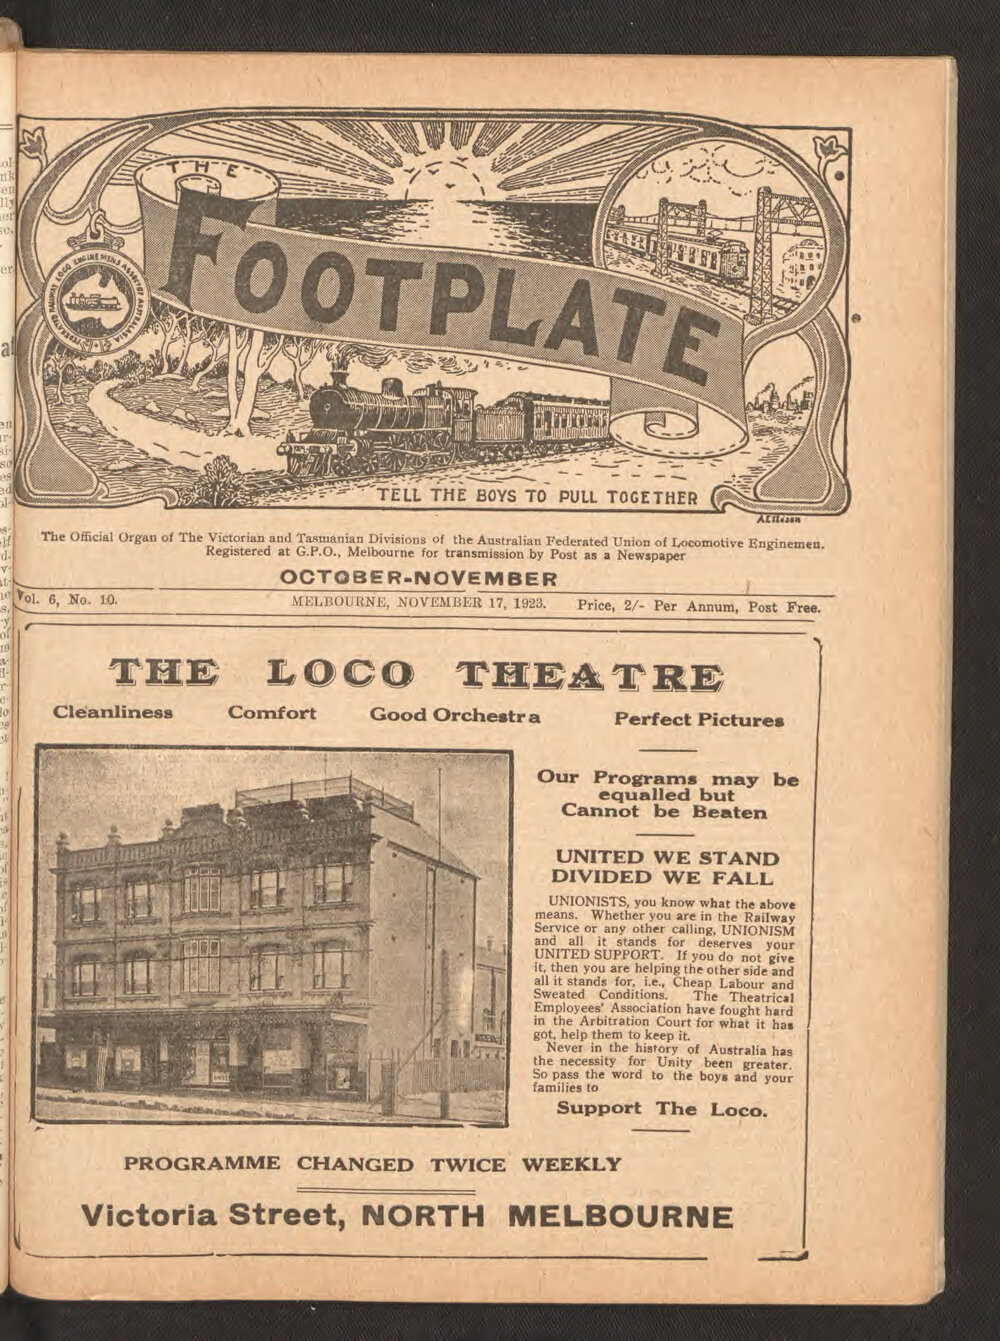 THE
FOOTPLATE
TELL THE BOYS TO PULL TOGETHER
The Official Organ of The Victorian and Tasmanian Divisions of the Australian Federated Union of Locomotive Enginemen.
Registered at G.P.O., Melbourne for transmission by Post as a Newspaper
OCTOBER-NOVEMBER
Vol. 6, No. 10. MELBOURNE, NOVEMBER 17, 1923. Price, 2/- Per Annum, Post Free.
THE LOCO THEATRE
Cleanliness Comfort Good Orchestra Perfect Pictures
Our Programs may be
equalled but
Cannot be Beaten
UNITED WE STAND
DIVIDED WE FALL
UNIONISTS, you know what the above
means. Whether you are in the Railway
Service or any other calling, UNIONISM
and all it stands for deserves your
UNITED SUPPORT. If you do not give
it, then you are helping the other side and
all it stands for, i.e., Cheap Labour and
Sweated Conditions. The Theatrical
Employees' Association have fought hard
in the Arbitration Court for what it has
got, help them to keep it.
Never in the history of Australia has
the necessity for Unity been greater.
So pass the word to the boys and your
families to
Support The Loco.
PROGRAMME CHANGED TWICE WEEKLY
Victoria Street, NORTH MELBOURNE